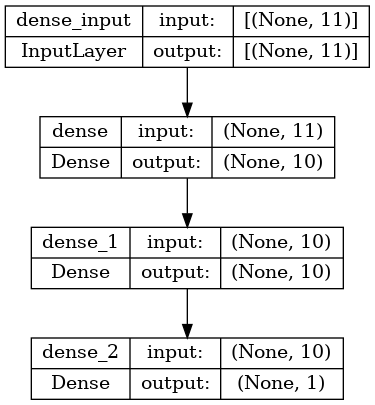 dense_input input: [(None, 11)]
InputLayer output: [(None, 11)]
dense input: (None, 11)
Dense output: (None, 10)
dense_1 input: (None, 10)
Dense output: (None, 10)
dense_2 input: (None, 10)
Dense output: (None, 1)